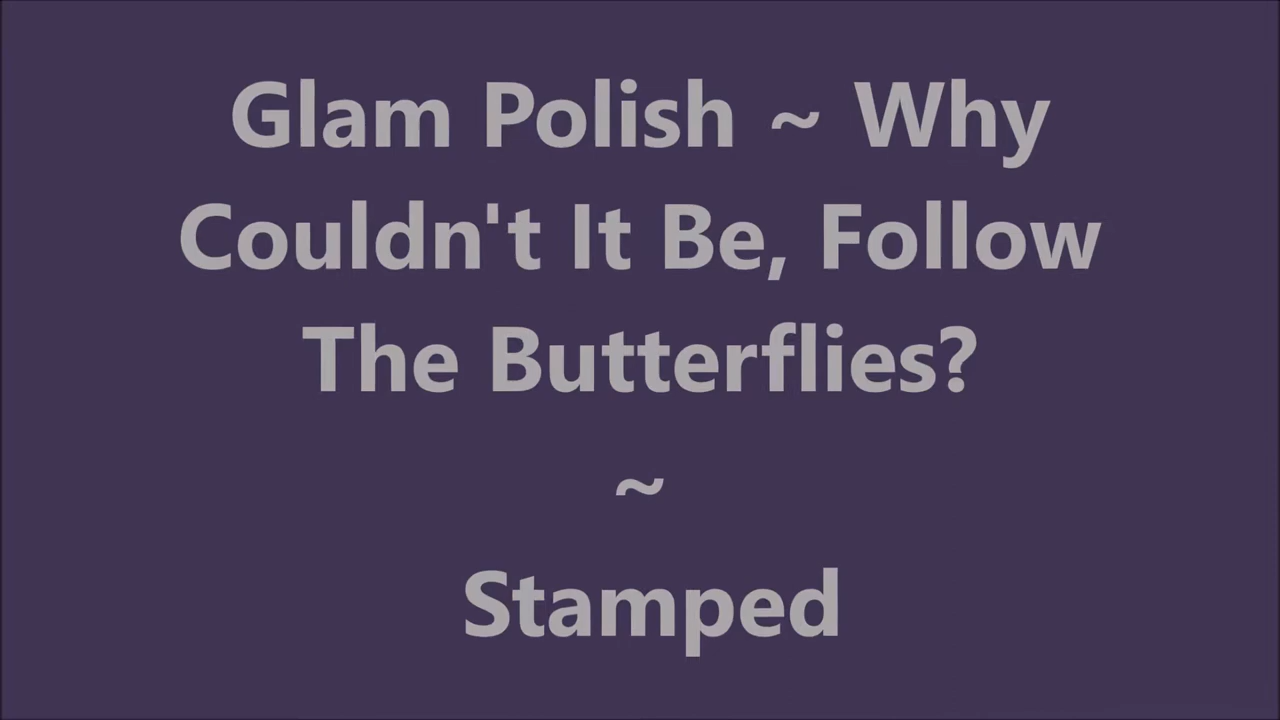 Glam Polish ~ Why
Couldn't It Be, Follow
The Butterflies?
~
Stamped